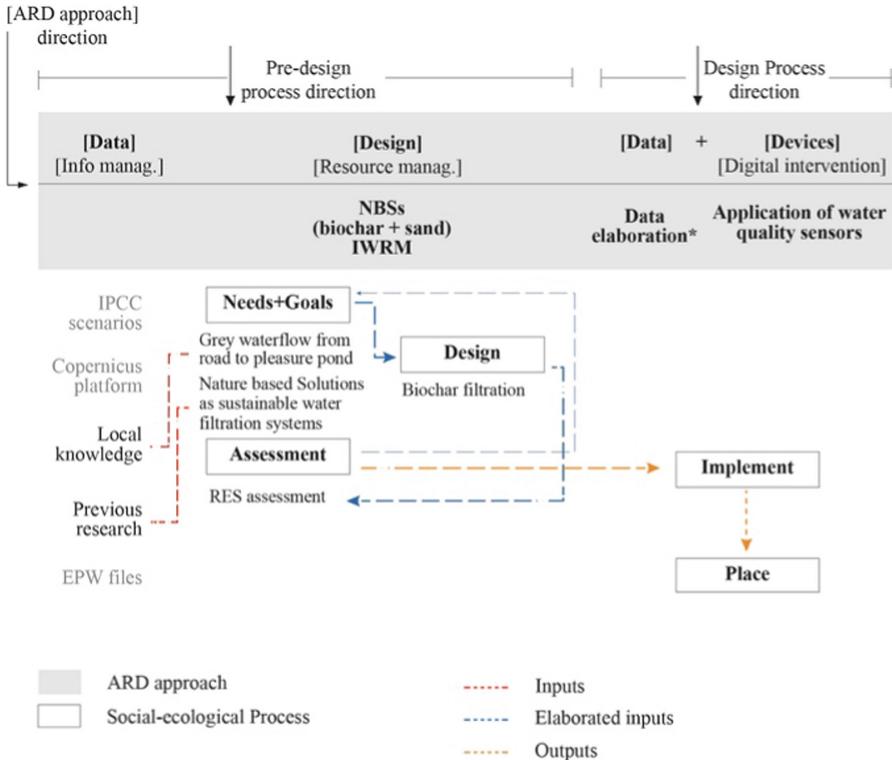 [ARD approach]
direction
Pre-design
process direction
Design Process
direction
[Data]
[Info manag.]
[Design]
[Resource manag.]
[Data] + [Devices]
[Digital intervention]
NBSs
(biochar + sand)
IWRM
Data
elaboration*
Application of water
quality sensors
IPCC
scenarios
Copernicus
platform
Local
knowledge
Previous
research
EPW files
Needs+Goals
Grey waterflow from
road to pleasure pond
Nature based Solutions
as sustainable water
filtration systems
Design
Biochar filtration
Assessment
RES assessment
Implement
Place
ARD approach
Social-ecological Process
Inputs
Elaborated inputs
Outputs